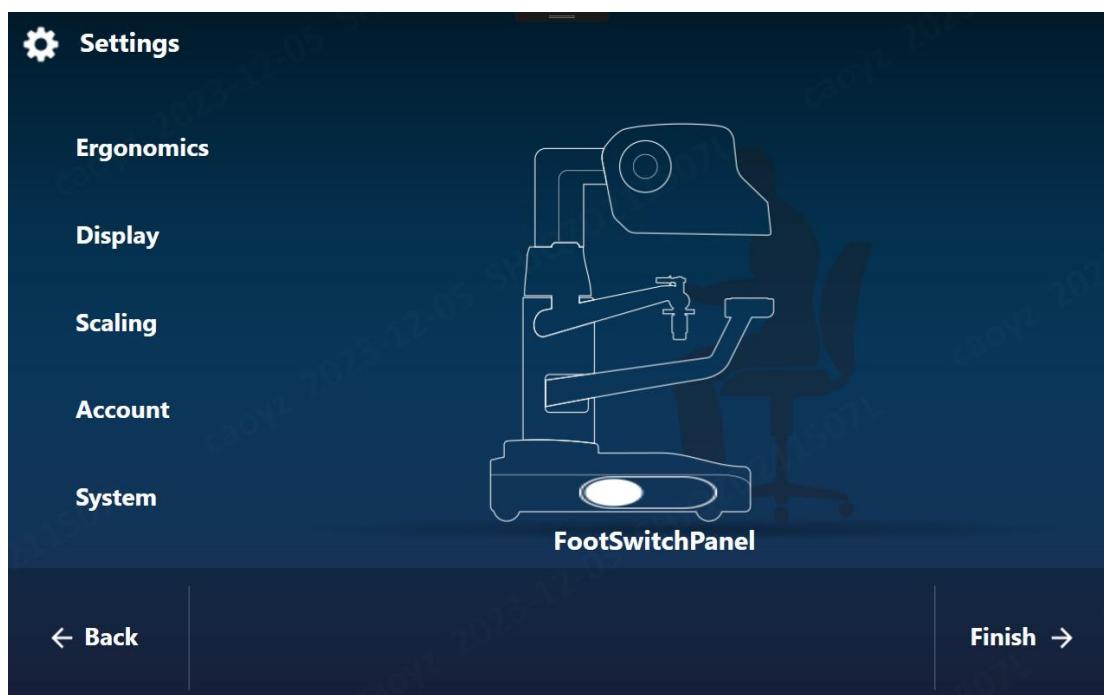 Settings
Ergonomics
Display
Scaling
Account
System
FootSwitchPanel
← Back
Finish →